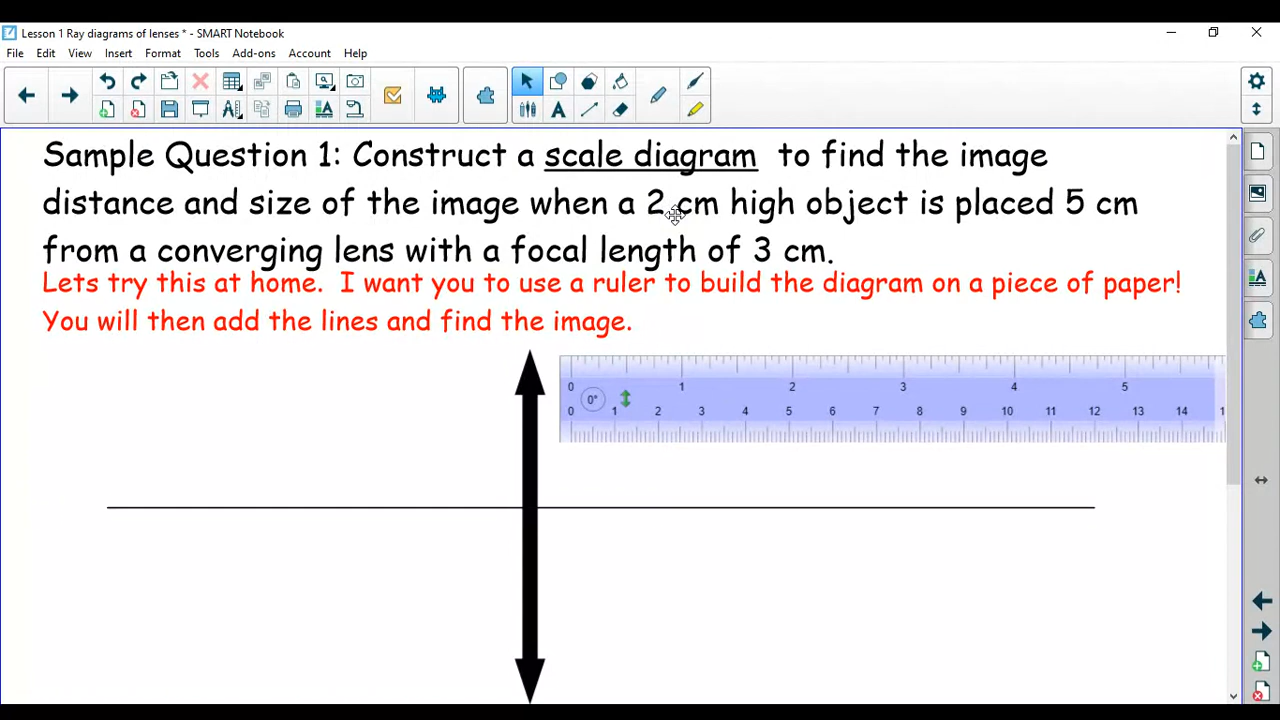 Lesson 1 Ray diagrams of lenses * - SMART Notebook
File Edit View Insert Format Tools Add-ons Account Help
Sample Question 1: Construct a scale diagram to find the image
distance and size of the image when a 2 cm high object is placed 5 cm
from a converging lens with a focal length of 3 cm.
Lets try this at home. I want you to use a ruler to build the diagram on a piece of paper!
You will then add the lines and find the image.
0 1 2 3 4 5
0°
0 1 2 3 4 5 6 7 8 9 10 11 12 13 14